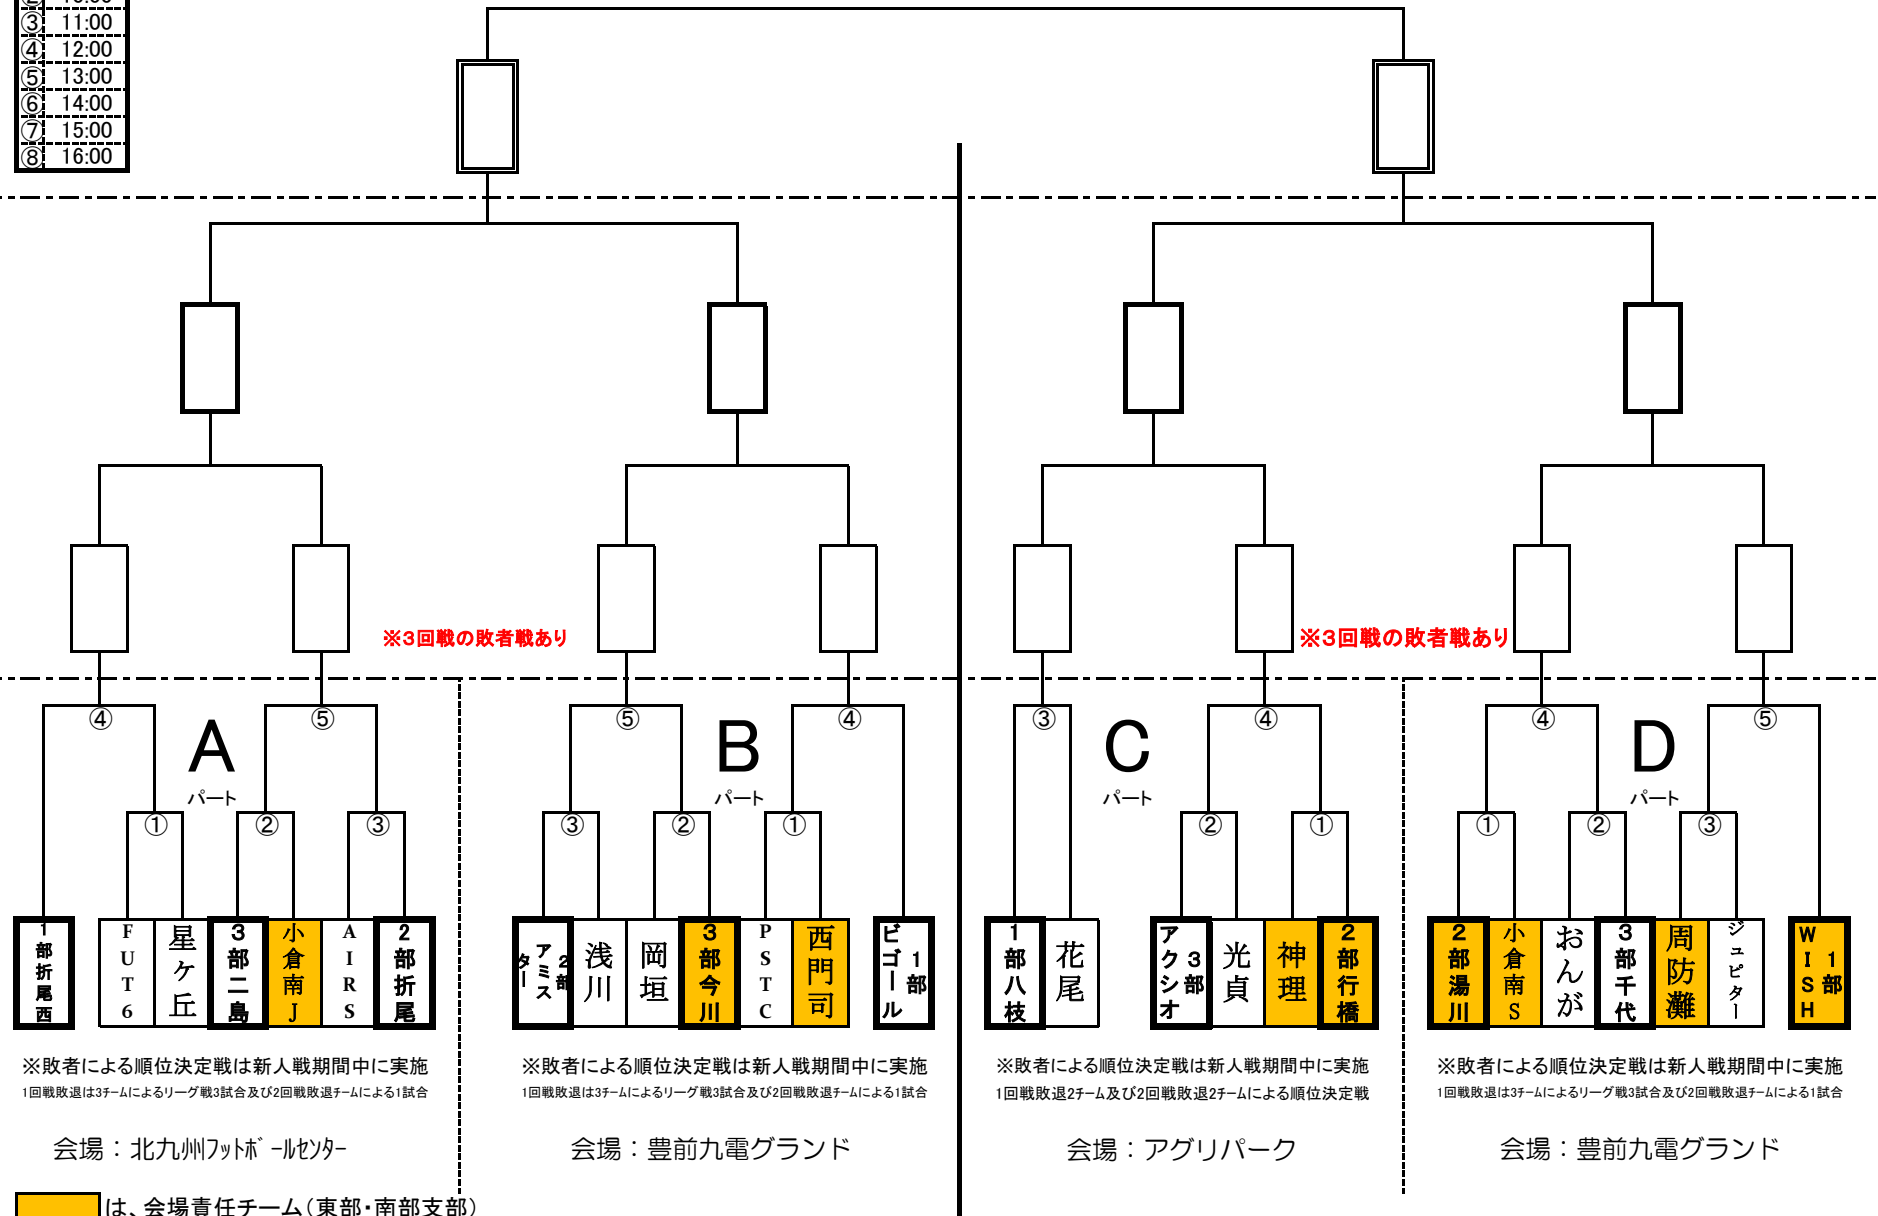 ② 10:00
③ 11:00
④ 12:00
⑤ 13:00
⑥ 14:00
⑦ 15:00
⑧ 16:00
※3回戦の敗者戦あり
※3回戦の敗者戦あり
④
⑤
⑤
④
③
④
④
⑤
A
パート
B
パート
C
パート
D
パート
①
②
③
③
②
①
②
①
①
②
③
1部折尾西
FUT6
星ケ丘
3部二島
小倉南J
AIRS
2部折尾
2部
アミスター
浅川
岡垣
3部今川
PSTC
西門司
1部
ビゴール
1部八枝
花尾
3部
アクシオ
光貞
神理
2部行橋
2部湯川
小倉南S
おんが
3部千代
周防灘
ジュピター
1部
WISH
※敗者による順位決定戦は新人戦期間中に実施
1回戦敗退は3チームによるリーグ戦3試合及び2回戦敗退チームによる1試合
会場：北九州フットボールセンター
※敗者による順位決定戦は新人戦期間中に実施
1回戦敗退は3チームによるリーグ戦3試合及び2回戦敗退チームによる1試合
会場：豊前九電グランド
※敗者による順位決定戦は新人戦期間中に実施
1回戦敗退2チーム及び2回戦敗退2チームによる順位決定戦
会場：アグリパーク
※敗者による順位決定戦は新人戦期間中に実施
1回戦敗退は3チームによるリーグ戦3試合及び2回戦敗退チームによる1試合
会場：豊前九電グランド
は、会場責任チーム（東部・南部支部）